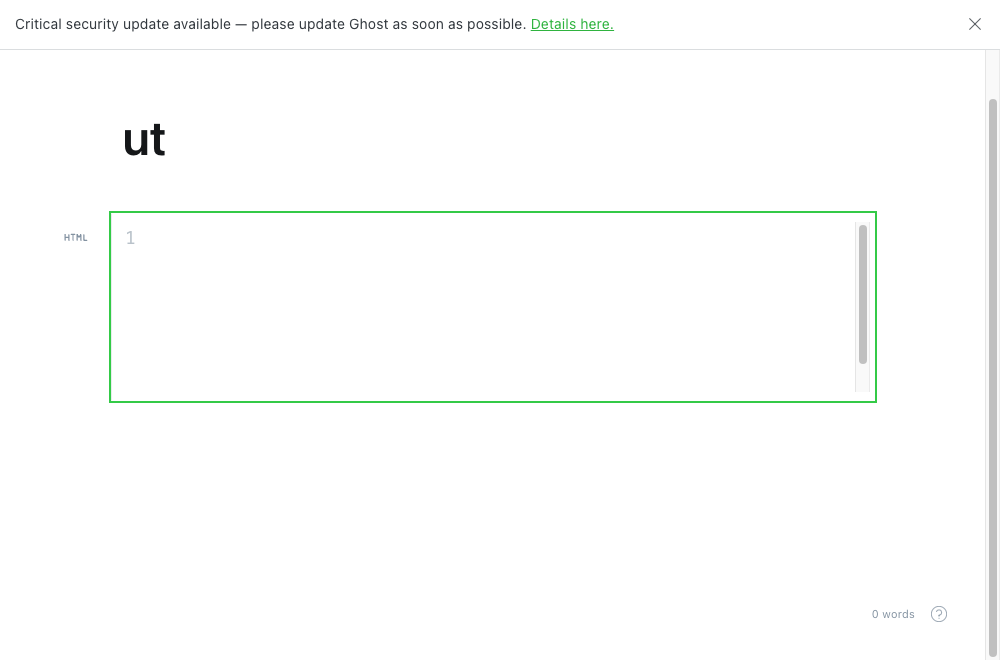 Critical security update available — please update Ghost as soon as possible. Details here.
ut
HTML
1
0 words
?